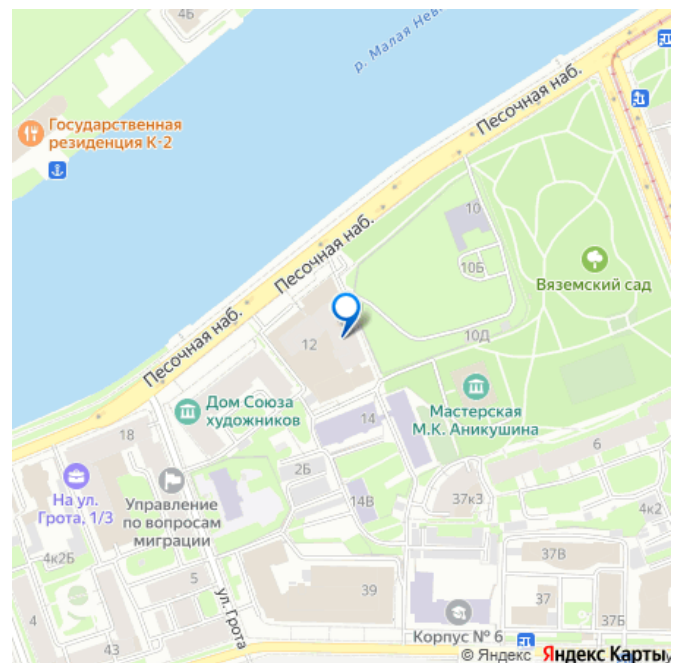 4Б
р. Малая Нев
Государственная
резиденция К-2
Песочная наб.
10
10Б
Вяземский сад
Песочная наб.
10Д
12
Песочная наб.
Дом Союза
художников
14
Мастерская
М.К. Аникушина
18
6
На ул.
Грота, 1/3
Управление
по вопросам
миграции
2Б
14В
37к3
4к2
4к2Б
5
37В
ул. Грота
39
37
4
43
Корпус № 6
37Б
© Яндекс Яндекс Карты